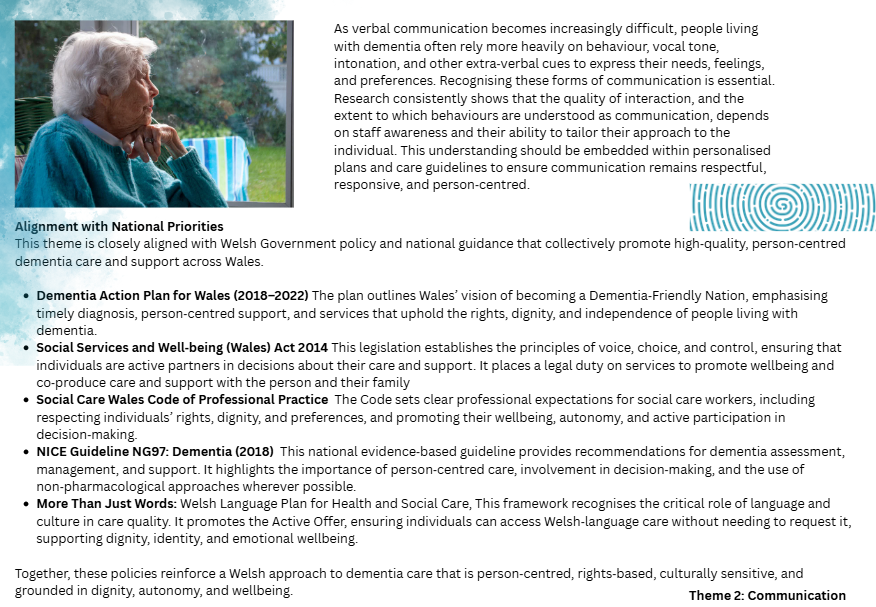 As verbal communication becomes increasingly difficult, people living
with dementia often rely more heavily on behaviour, vocal tone,
intonation, and other extra-verbal cues to express their needs, feelings,
and preferences. Recognising these forms of communication is essential.
Research consistently shows that the quality of interaction, and the
extent to which behaviours are understood as communication, depends
on staff awareness and their ability to tailor their approach to the
individual. This understanding should be embedded within personalised
plans and care guidelines to ensure communication remains respectful,
responsive, and person-centred.
Alignment with National Priorities
This theme is closely aligned with Welsh Government policy and national guidance that collectively promote high-quality, person-centred
dementia care and support across Wales.
• Dementia Action Plan for Wales (2018–2022) The plan outlines Wales' vision of becoming a Dementia-Friendly Nation, emphasising
timely diagnosis, person-centred support, and services that uphold the rights, dignity, and independence of people living with
dementia.
• Social Services and Well-being (Wales) Act 2014 This legislation establishes the principles of voice, choice, and control, ensuring that
individuals are active partners in decisions about their care and support. It places a legal duty on services to promote wellbeing and
co-produce care and support with the person and their family
• Social Care Wales Code of Professional Practice The Code sets clear professional expectations for social care workers, including
respecting individuals' rights, dignity, and preferences, and promoting their wellbeing, autonomy, and active participation in
decision-making.
• NICE Guideline NG97: Dementia (2018) This national evidence-based guideline provides recommendations for dementia assessment,
management, and support. It highlights the importance of person-centred care, involvement in decision-making, and the use of
non-pharmacological approaches wherever possible.
• More Than Just Words: Welsh Language Plan for Health and Social Care, This framework recognises the critical role of language and
culture in care quality. It promotes the Active Offer, ensuring individuals can access Welsh-language care without needing to request it,
supporting dignity, identity, and emotional wellbeing.
Together, these policies reinforce a Welsh approach to dementia care that is person-centred, rights-based, culturally sensitive, and
grounded in dignity, autonomy, and wellbeing.
Theme 2: Communication